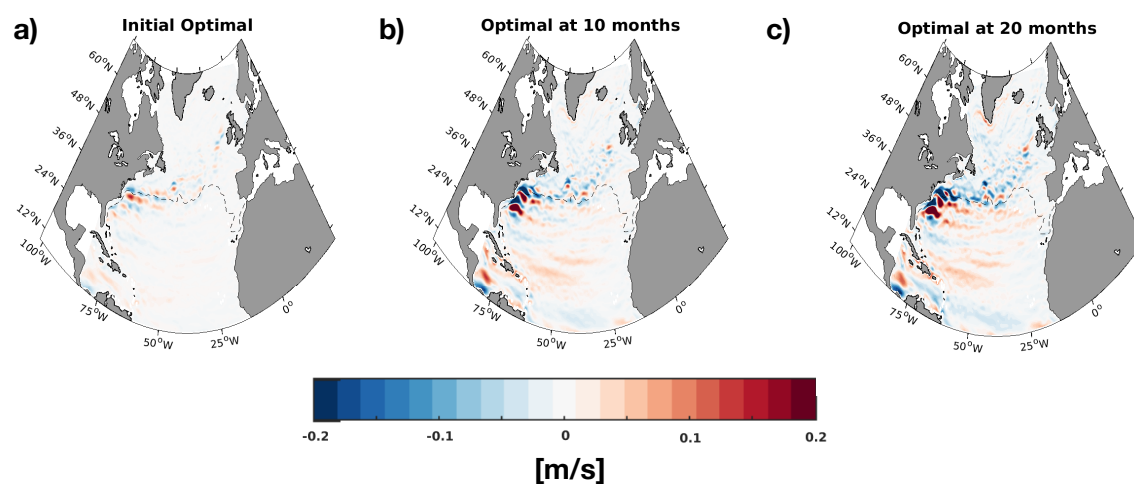 a)
Initial Optimal
60°N
48°N
36°N
24°N
12°N
100°W
75°W
50°W
25°W
0°
b)
Optimal at 10 months
60°N
48°N
36°N
24°N
12°N
100°W
75°W
50°W
25°W
0°
c)
Optimal at 20 months
60°N
48°N
36°N
24°N
12°N
100°W
75°W
50°W
25°W
0°
-0.2 -0.1 0 0.1 0.2
[m/s]